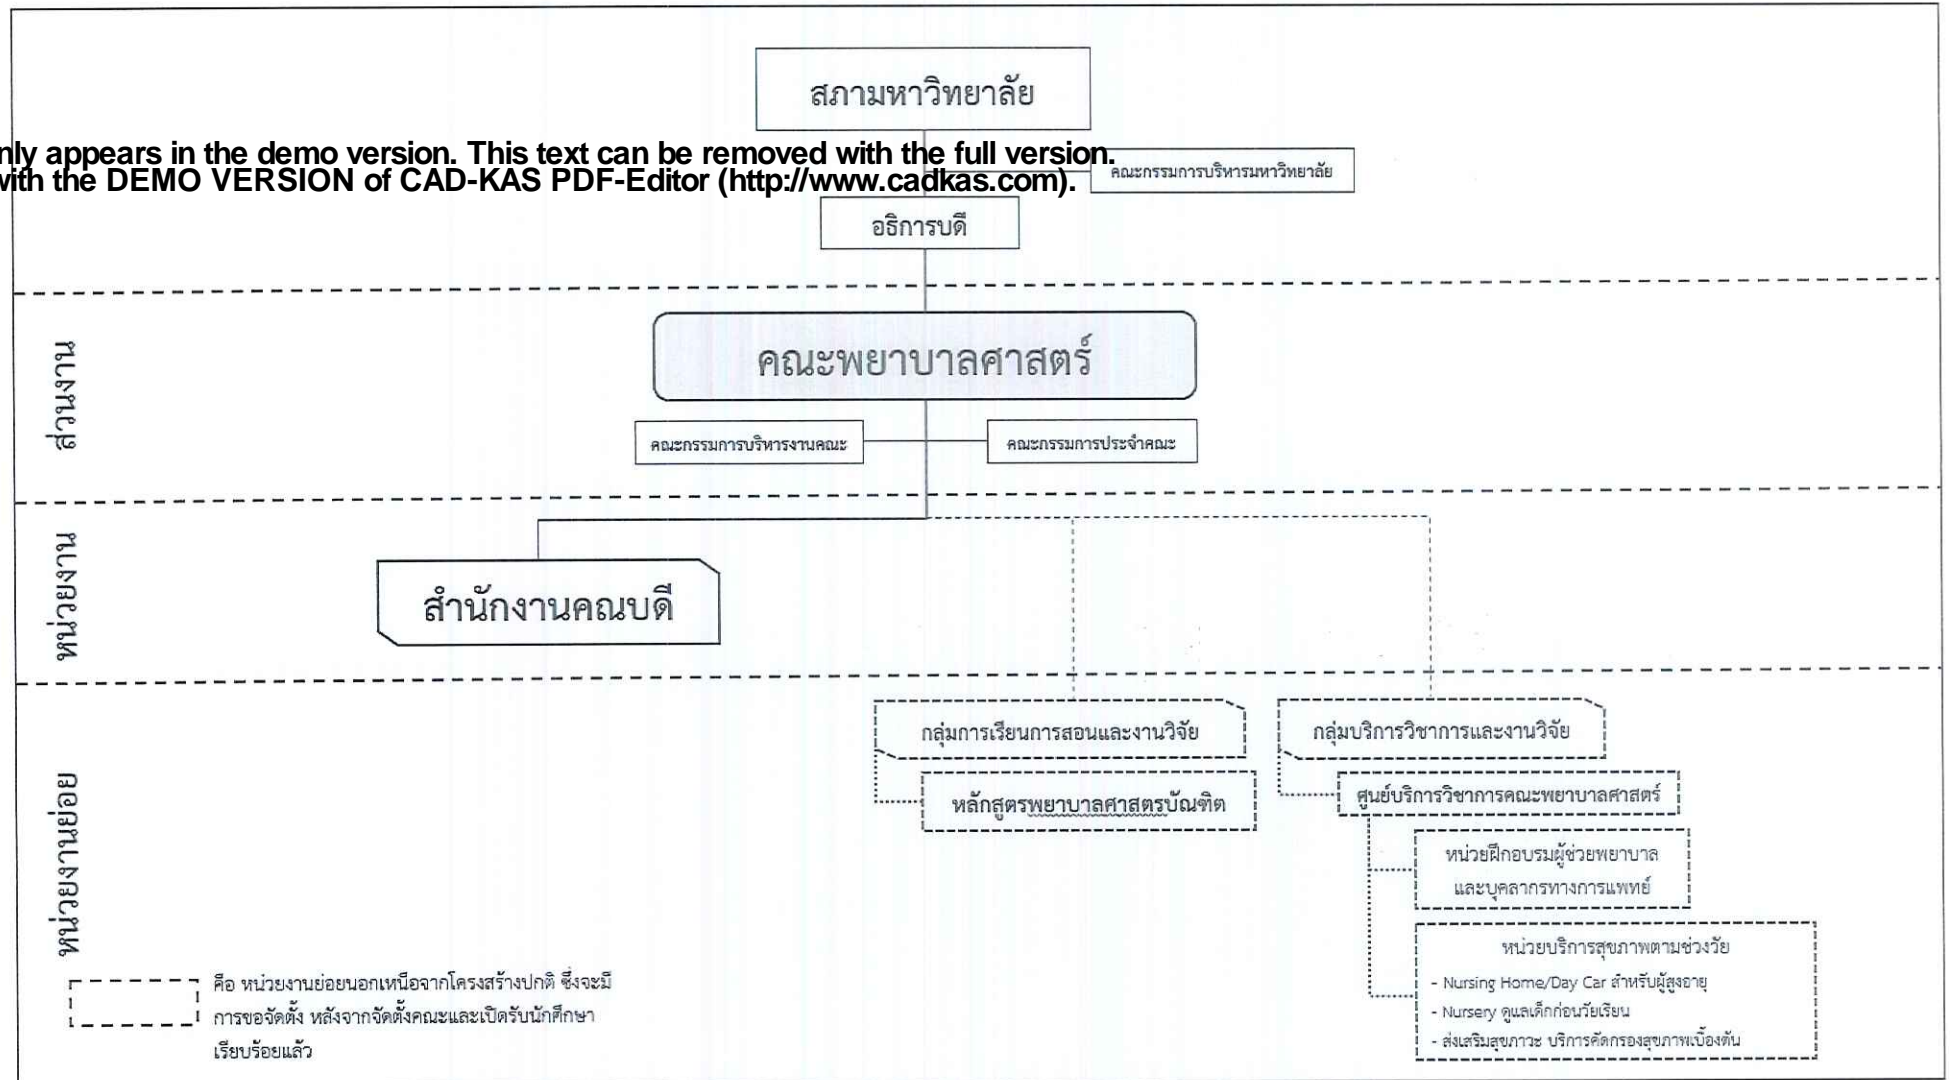 สภามหาวิทยาลัย
nly appears in the demo version. This text can be removed with the full version.
with the DEMO VERSION of CAD-KAS PDF-Editor (http://www.cadkas.com).
คณะกรรมการบริหารมหาวิทยาลัย
อธิการบดี
ส่วนงาน
คณะพยาบาลศาสตร์
คณะกรรมการบริหารงานคณะ
คณะกรรมการประจำคณะ
หน่วยงาน
สำนักงานคณบดี
หน่วยงานย่อย
กลุ่มการเรียนการสอนและงานวิจัย
หลักสูตรพยาบาลศาสตรบัณฑิต
กลุ่มบริการวิชาการและงานวิจัย
ศูนย์บริการวิชาการคณะพยาบาลศาสตร์
หน่วยฝึกอบรมผู้ช่วยพยาบาล
และบุคลากรทางการแพทย์
หน่วยบริการสุขภาพตามช่วงวัย
- Nursing Home/Day Car สำหรับผู้สูงอายุ
- Nursery ดูแลเด็กก่อนวัยเรียน
- ส่งเสริมสุขภาวะ บริการคัดกรองสุขภาพเบื้องต้น
คือ หน่วยงานย่อยนอกเหนือจากโครงสร้างปกติ ซึ่งจะมี
การขอจัดตั้ง หลังจากจัดตั้งคณะและเปิดรับนักศึกษา
เรียบร้อยแล้ว